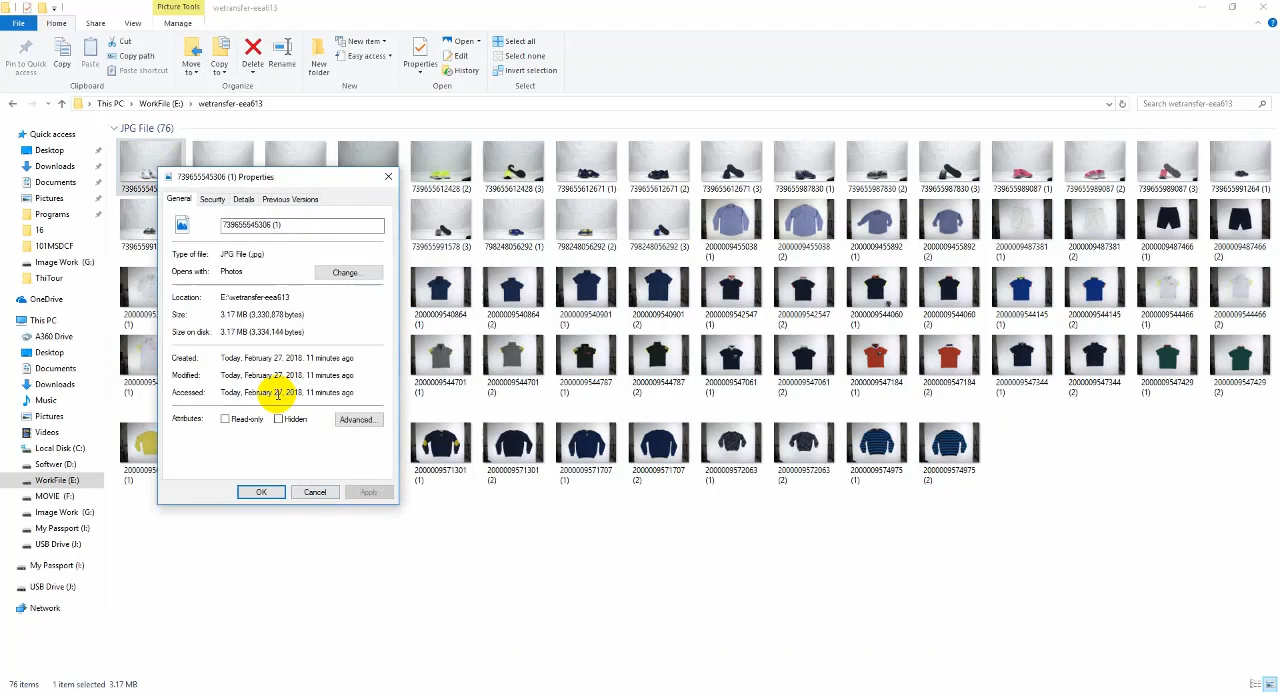 Picture Tools
wetransfer-eea613
File
Home
Share
View
Manage
Pin to Quick access
Copy
Paste
Cut
Copy path
Paste shortcut
Clipboard
Move to
Copy to
Delete
Rename
Organize
New folder
New item
Easy access
New
Properties
Open
Edit
History
Open
Select all
Select none
Invert selection
Select
This PC > WorkFile (E:) > wetransfer-eea613
Search wetransfer-eea613
Quick access
Desktop
Downloads
Documents
Pictures
Programs
16
101MSDCF
Image Work (G:)
ThiTour
OneDrive
This PC
A360 Drive
Desktop
Documents
Downloads
Music
Pictures
Videos
Local Disk (C:)
Softwer (D:)
WorkFile (E:)
MOVIE (F:)
Image Work (G:)
My Passport (I:)
USB Drive (J:)
My Passport (I:)
USB Drive (J:)
Network
JPG File (76)
739655612428 (2)
739655612428 (3)
739655612671 (1)
739655612671 (2)
739655612671 (3)
739655987830 (1)
739655987830 (2)
739655987830 (3)
739655989087 (1)
739655989087 (2)
739655989087 (3)
739655991264 (1)
739655991578 (3)
798248056292 (1)
798248056292 (2)
798248056292 (3)
2000009455038 (1)
2000009455038 (2)
2000009455892 (1)
2000009455892 (2)
2000009487381 (1)
2000009487381 (2)
2000009487466 (1)
2000009487466 (2)
2000009540864 (1)
2000009540864 (2)
2000009540901 (1)
2000009540901 (2)
2000009542547 (1)
2000009542547 (2)
2000009544060 (1)
2000009544060 (2)
2000009544145 (1)
2000009544145 (2)
2000009544466 (1)
2000009544466 (2)
2000009544701 (1)
2000009544701 (2)
2000009544787 (1)
2000009544787 (2)
2000009547061 (1)
2000009547061 (2)
2000009547184 (1)
2000009547184 (2)
2000009547344 (1)
2000009547344 (2)
2000009547429 (1)
2000009547429 (2)
2000009571301 (1)
2000009571301 (2)
2000009571707 (1)
2000009571707 (2)
2000009572063 (1)
2000009572063 (2)
2000009574975 (1)
2000009574975 (2)
739655545306 (1) Properties
General
Security
Details
Previous Versions
739655545306 (1)
Type of file: JPG File (.jpg)
Opens with: Photos
Change...
Location: E:\wetransfer-eea613
Size: 3.17 MB (3,330,878 bytes)
Size on disk: 3.17 MB (3,334,144 bytes)
Created: Today, February 27, 2018, 11 minutes ago
Modified: Today, February 27, 2018, 11 minutes ago
Accessed: Today, February 27, 2018, 11 minutes ago
Attributes: Read-only Hidden Advanced...
OK Cancel Apply
76 items 1 item selected 3.17 MB